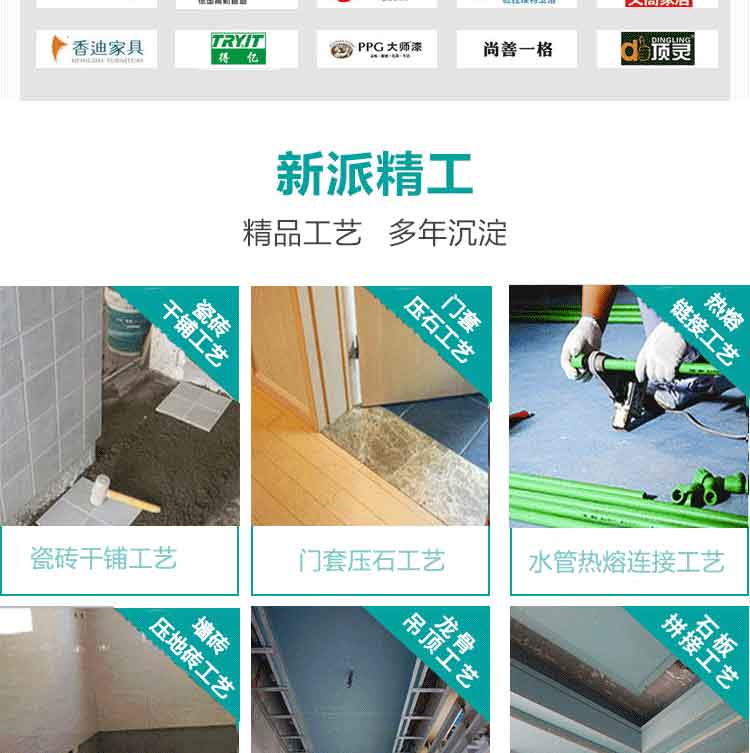 香迪家具
TRYIT
得亿
PPG 大师漆
尚善一格
DINGLING
顶灵
新派精工
精品工艺 多年沉淀
瓷砖
干铺工艺
门套
压石工艺
热熔
链接工艺
瓷砖干铺工艺
门套压石工艺
水管热熔连接工艺
墙砖
压地砖工艺
龙骨
吊顶工艺
石板
拼接工艺